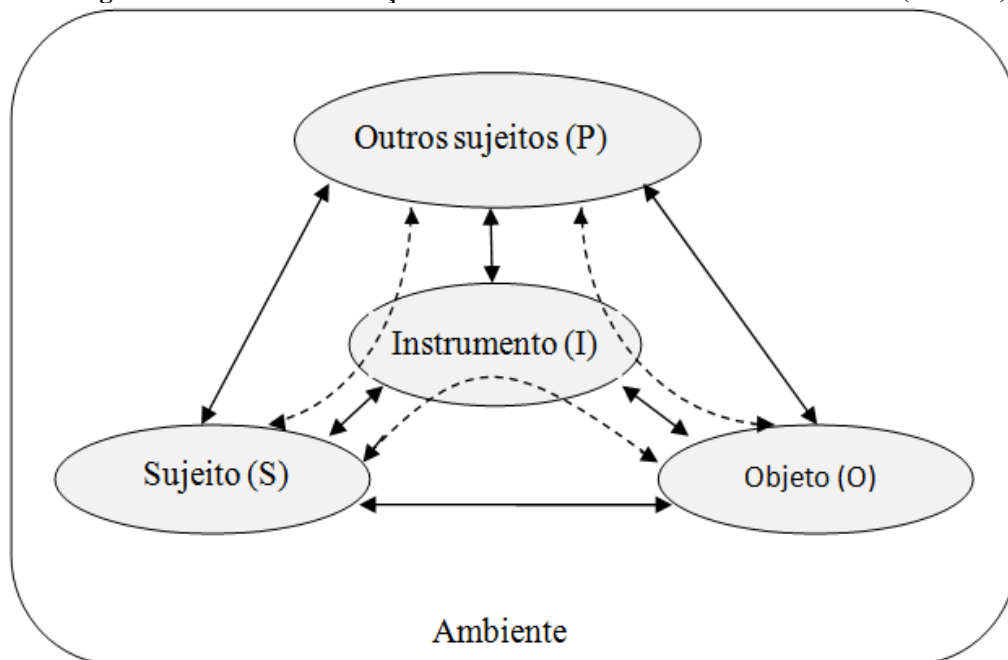 Outros sujeitos (P)
Instrumento (I)
Sujeito (S)
Objeto (O)
Ambiente